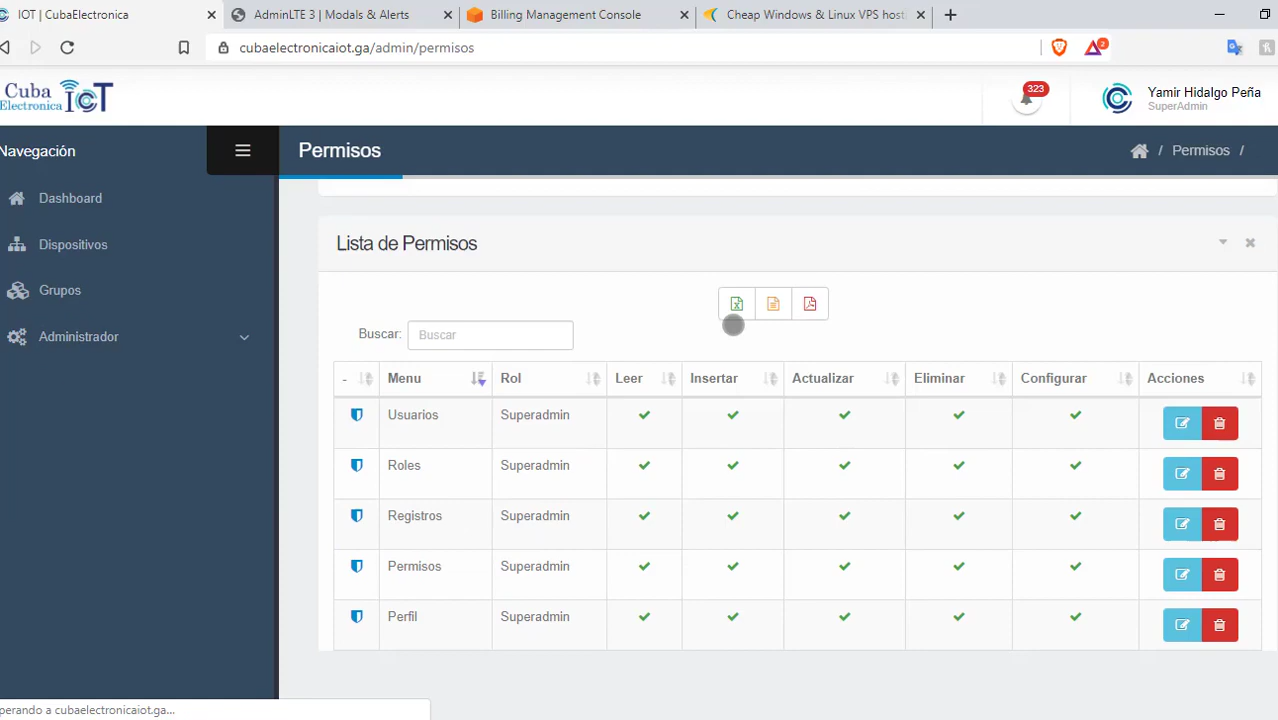 IOT | CubaElectronica
AdminLTE 3 | Modals & Alerts
Billing Management Console
Cheap Windows & Linux VPS host
cubaelectronicaiot.ga/admin/permisos
2
Cuba
Electronica
IoT
323
Yamir Hidalgo Peña
SuperAdmin
Navegación
Permisos
/ Permisos /
Dashboard
Dispositivos
Grupos
Administrador
Lista de Permisos
Buscar: Buscar
- Menu Rol Leer Insertar Actualizar Eliminar Configurar Acciones
Usuarios Superadmin
Roles Superadmin
Registros Superadmin
Permisos Superadmin
Perfil Superadmin
perando a cubaelectronicaiot.ga...